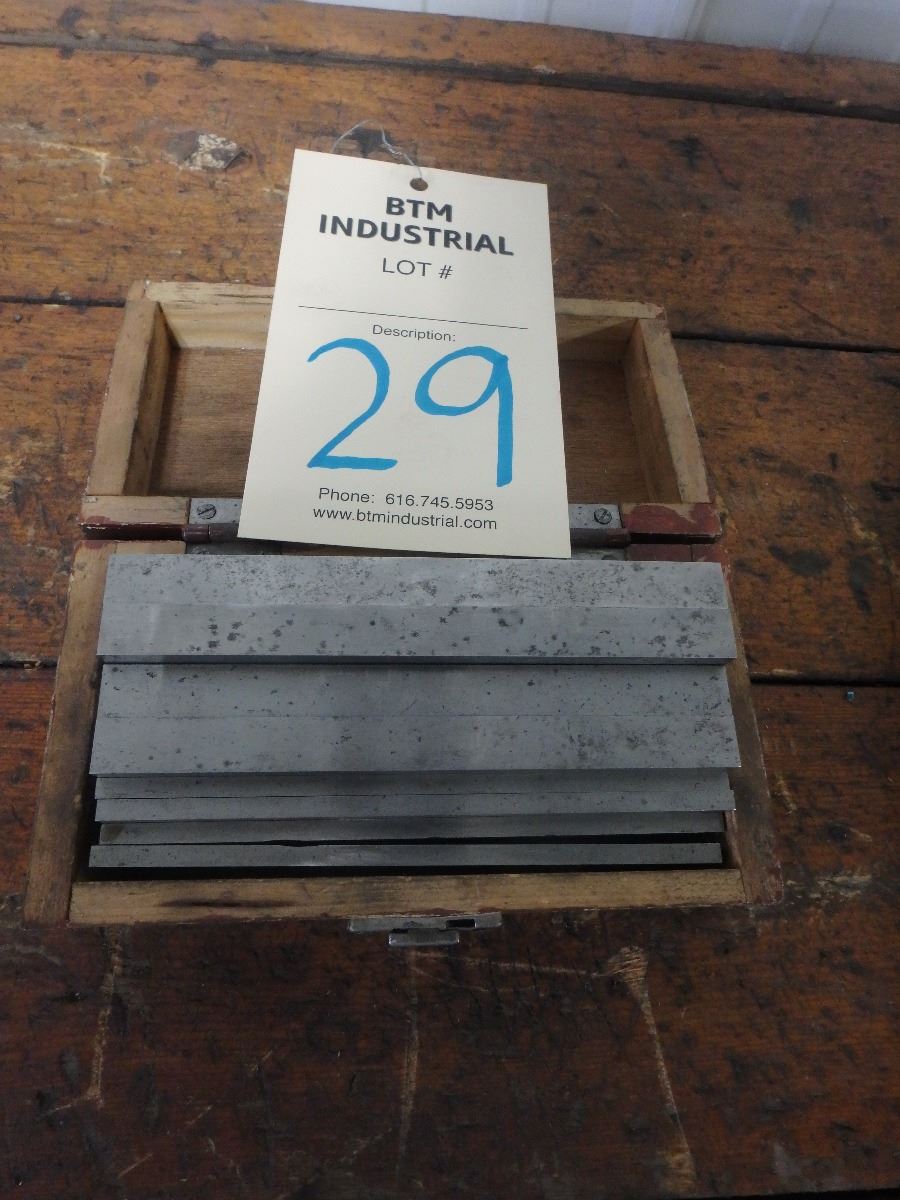 BTM
INDUSTRIAL
LOT #
Description:
29
Phone: 616.745.5953
www.btmindustrial.com